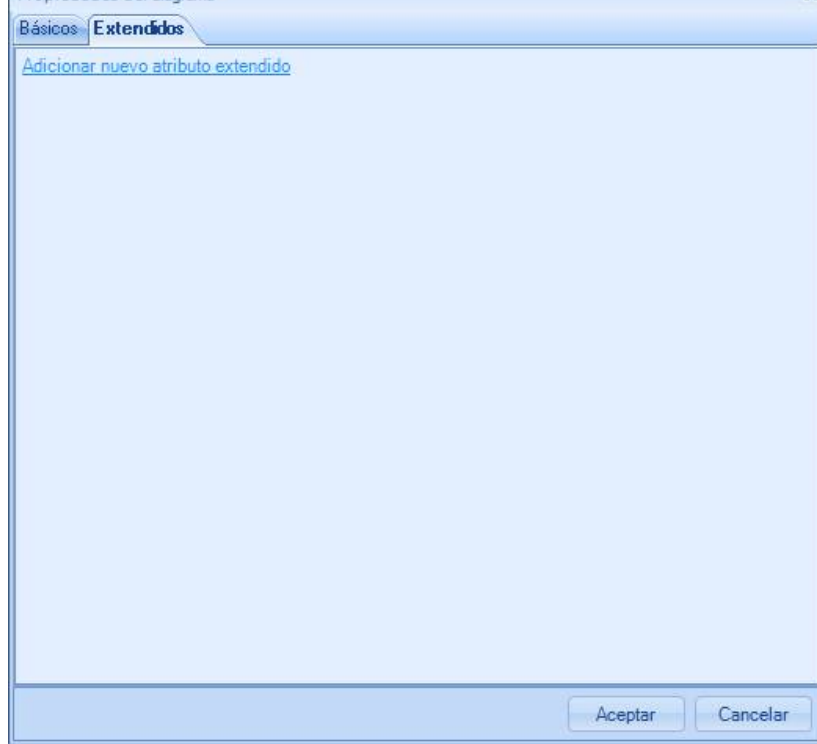 Básicos Extendidos
Adicionar nuevo atributo extendido
Aceptar Cancelar